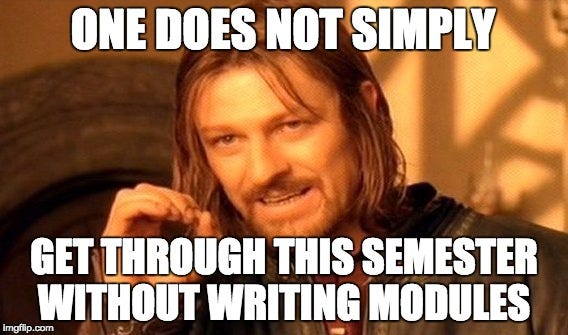 ONE DOES NOT SIMPLY
GET THROUGH THIS SEMESTER
WITHOUT WRITING MODULES
imgflip.com